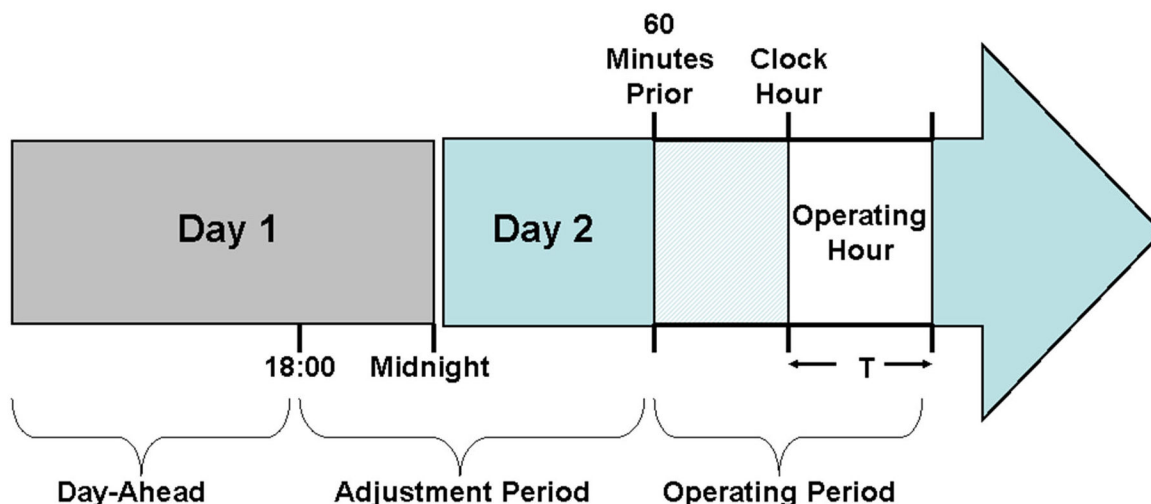 60
Minutes
Prior
Clock
Hour
Day 1
Day 2
Operating
Hour
18:00
Midnight
T
Day-Ahead
Adjustment Period
Operating Period